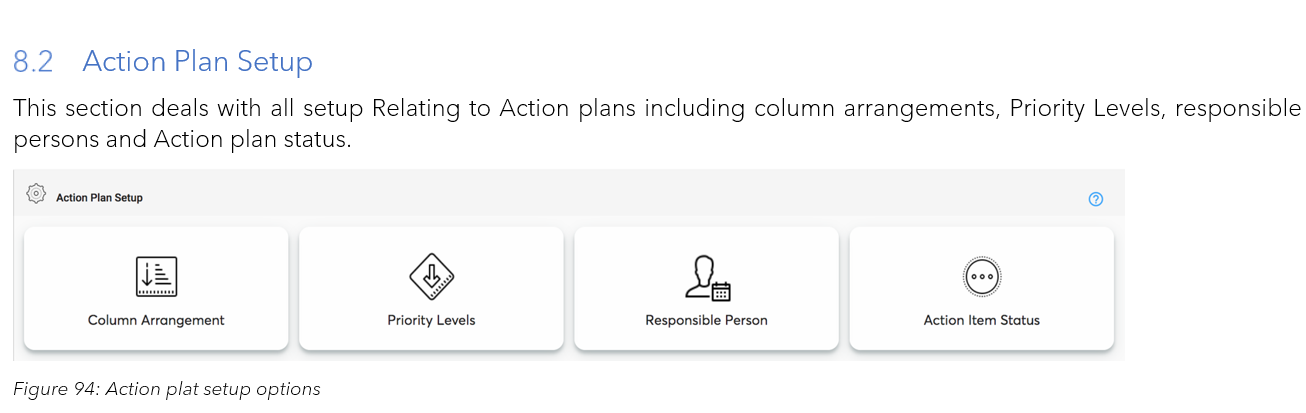 8.2 Action Plan Setup
This section deals with all setup Relating to Action plans including column arrangements, Priority Levels, responsible
persons and Action plan status.
Action Plan Setup
?
Column Arrangement
Priority Levels
Responsible Person
Action Item Status
Figure 94: Action plat setup options